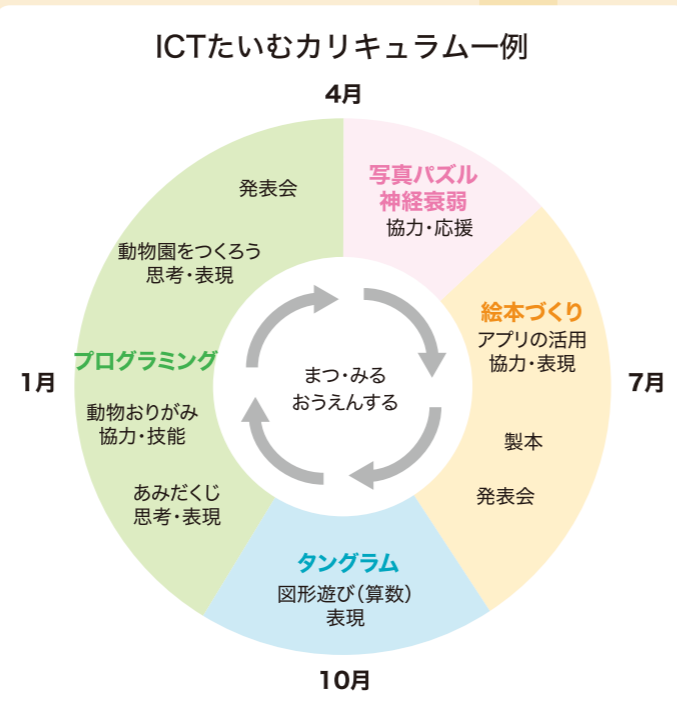 ICTたいむカリキュラム一例
4月
写真パズル
神経衰弱
協力・応援
絵本づくり
アプリの活用
協力・表現
7月
製本
発表会
タングラム
図形遊び(算数)
表現
10月
あみだくじ
思考・表現
動物おりがみ
協力・技能
1月
プログラミング
動物園をつくろう
思考・表現
発表会
まつ・みる
おうえんする